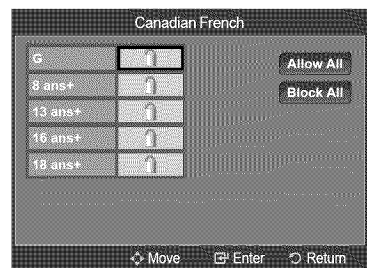 Canadian French
G
Allow All
8 ans+
Block All
13 ans+
16 ans+
18 ans+
Move Enter Return